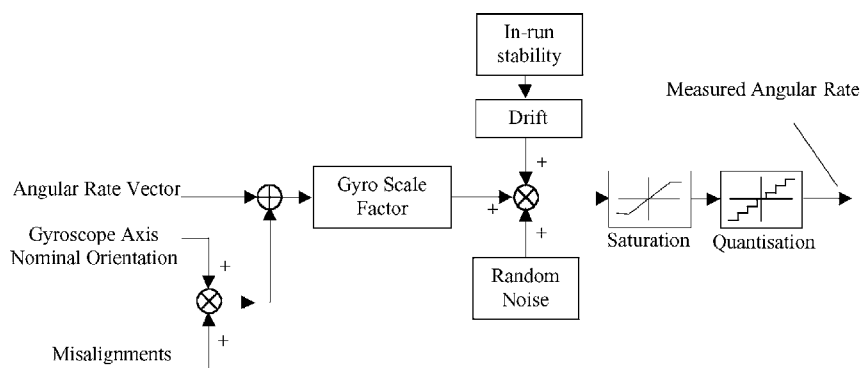 In-run
stability
Measured Angular Rate
Drift
+
Angular Rate Vector
Gyro Scale
Factor
+
Gyroscope Axis
Nominal Orientation
+
+
Saturation
Quantisation
Random
Noise
+
Misalignments